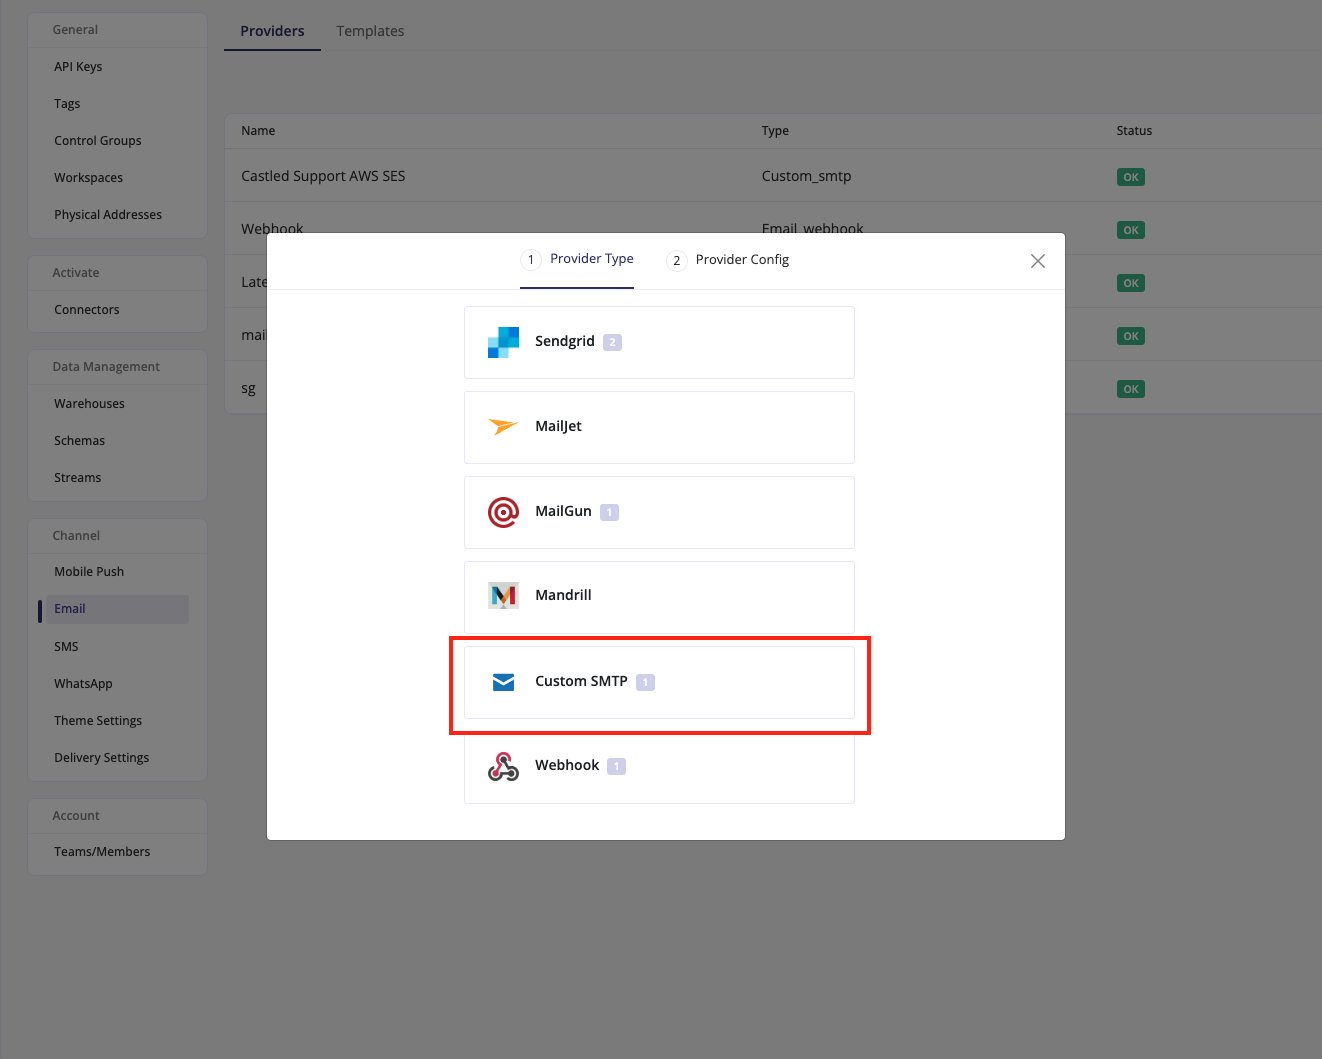 General
API Keys
Tags
Control Groups
Workspaces
Physical Addresses
Activate
Connectors
Data Management
Warehouses
Schemas
Streams
Channel
Mobile Push
Email
SMS
WhatsApp
Theme Settings
Delivery Settings
Account
Teams/Members
Providers Templates
Name Type Status
Castled Support AWS SES Custom_smtp OK
Webhook Email_webhook OK
Late OK
mail OK
sg OK
1 Provider Type 2 Provider Config
Sendgrid 2
MailJet
MailGun 1
Mandrill
Custom SMTP 1
Webhook 1